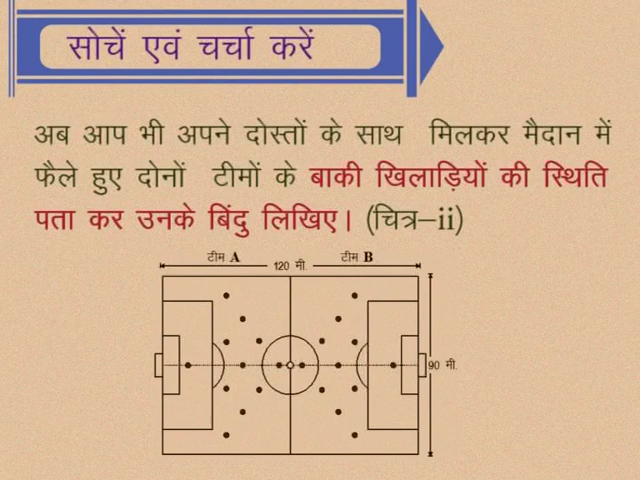 सोचें एवं चर्चा करें
अब आप भी अपने दोस्तों के साथ मिलकर मैदान में
फैले हुए दोनों टीमों के बाकी खिलाड़ियों की स्थिति
पता कर उनके बिंदु लिखिए। (चित्र–ii)
टीम A टीम B
120 मी.
90 मी.